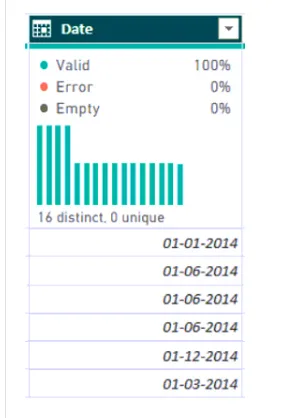 Date
Valid 100%
Error 0%
Empty 0%
16 distinct, 0 unique
01-01-2014
01-06-2014
01-06-2014
01-06-2014
01-12-2014
01-03-2014